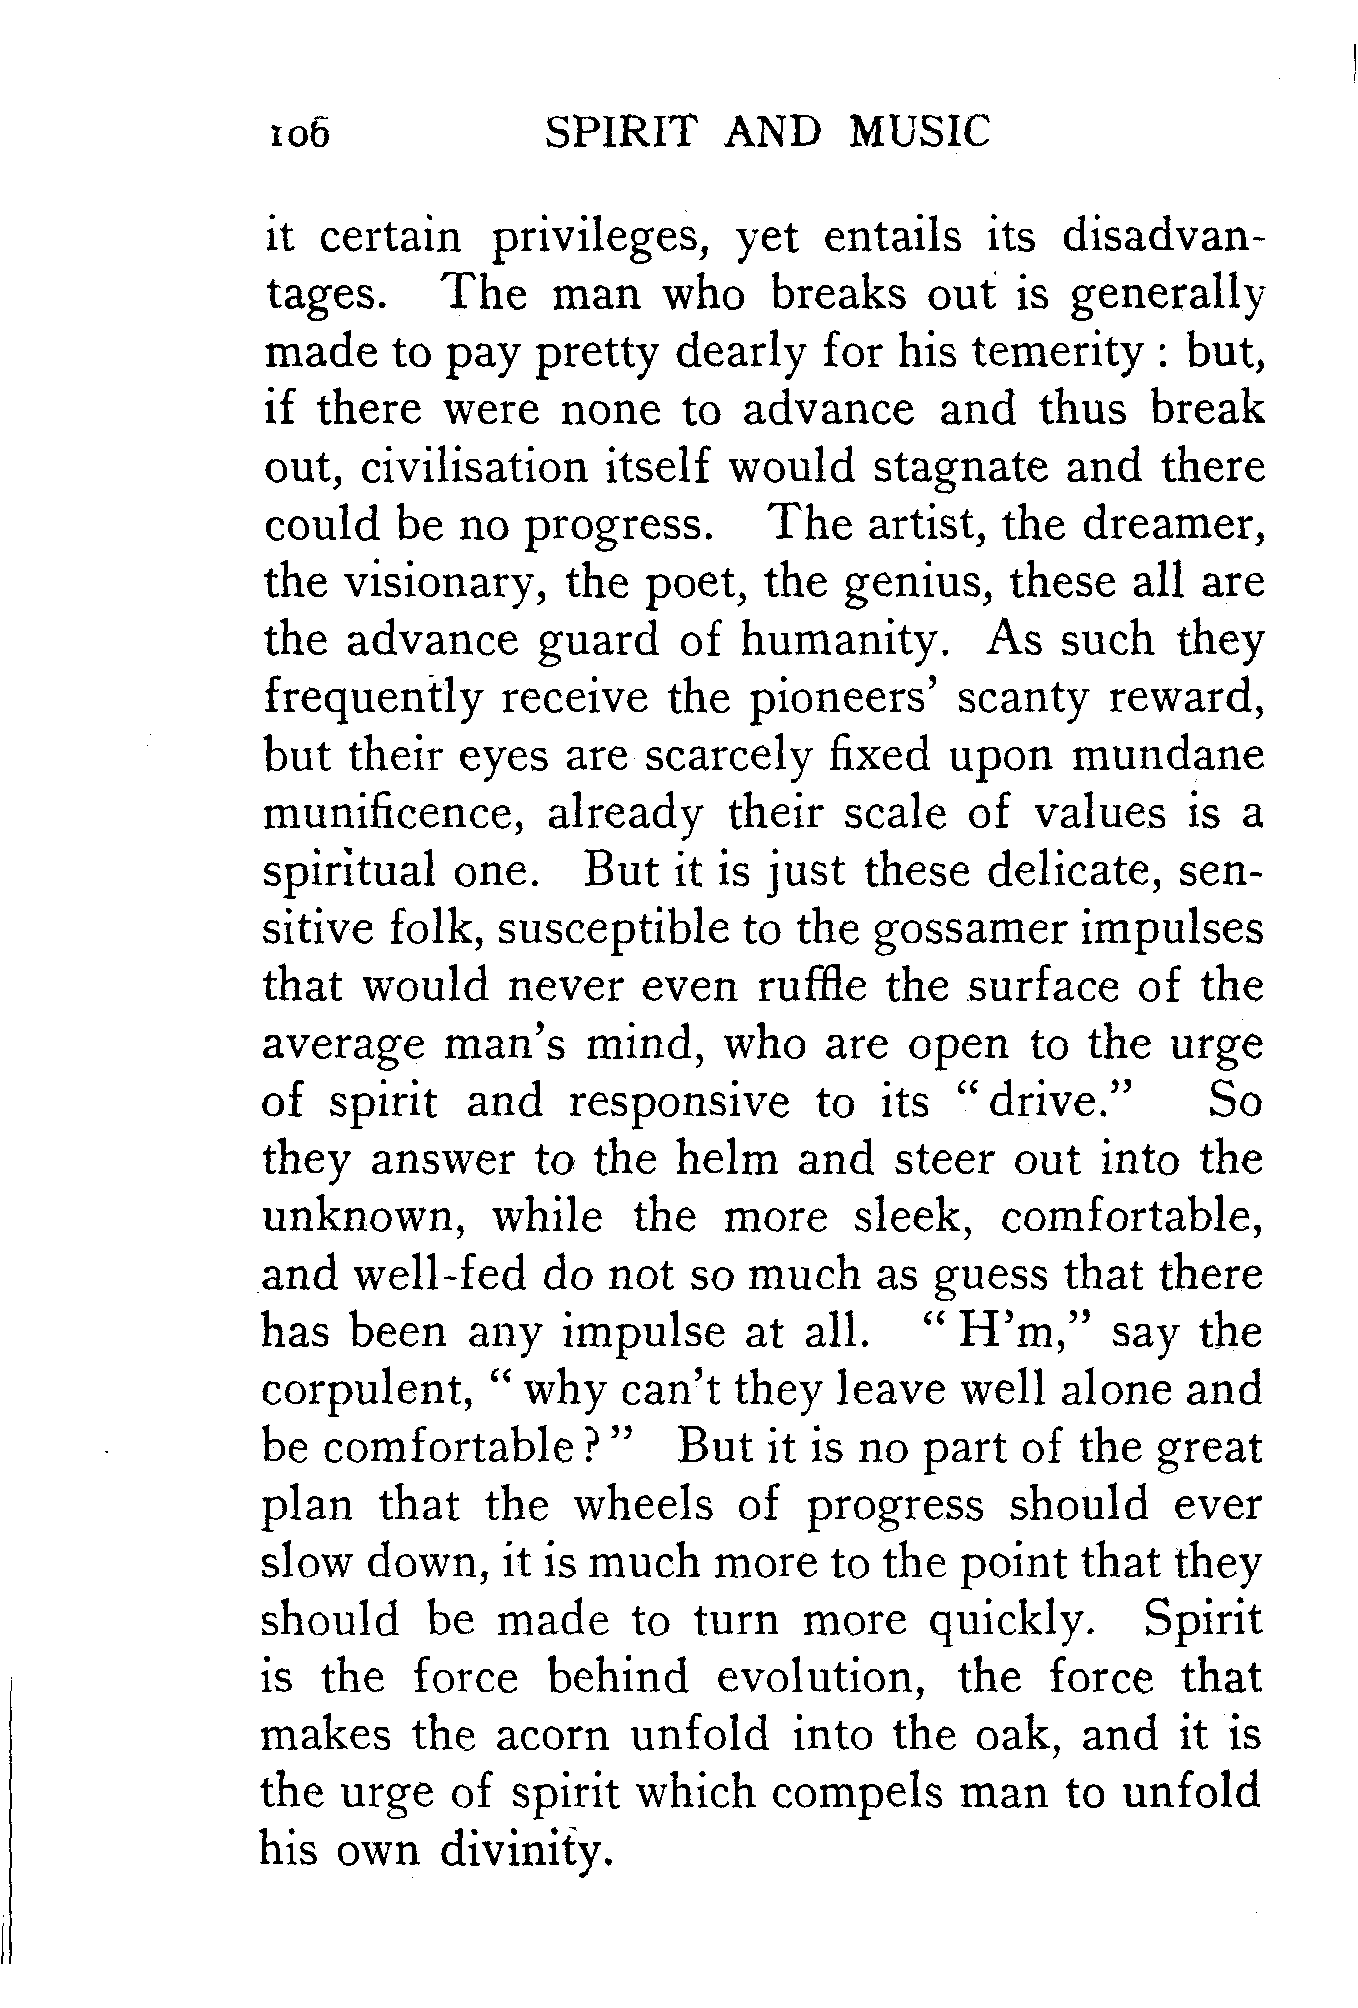 106 SPIRIT AND MUSIC
it certain privileges, yet entails its disadvan-
tages. The man who breaks out is generally
made to pay pretty dearly for his temerity : but,
if there were none to advance and thus break
out, civilisation itself would stagnate and there
could be no progress. The artist, the dreamer,
the visionary, the poet, the genius, these all are
the advance guard of humanity. As such they
frequently receive the pioneers' scanty reward,
but their eyes are scarcely fixed upon mundane
munificence, already their scale of values is a
spiritual one. But it is just these delicate, sen-
sitive folk, susceptible to the gossamer impulses
that would never even ruffle the surface of the
average man's mind, who are open to the urge
of spirit and responsive to its “ drive.” So
they answer to the helm and steer out into the
unknown, while the more sleek, comfortable,
and well-fed do not so much as guess that there
has been any impulse at all. “ H'm,” say the
corpulent, “ why can't they leave well alone and
be comfortable ? ” But it is no part of the great
plan that the wheels of progress should ever
slow down, it is much more to the point that they
should be made to turn more quickly. Spirit
is the force behind evolution, the force that
makes the acorn unfold into the oak, and it is
the urge of spirit which compels man to unfold
his own divinity.